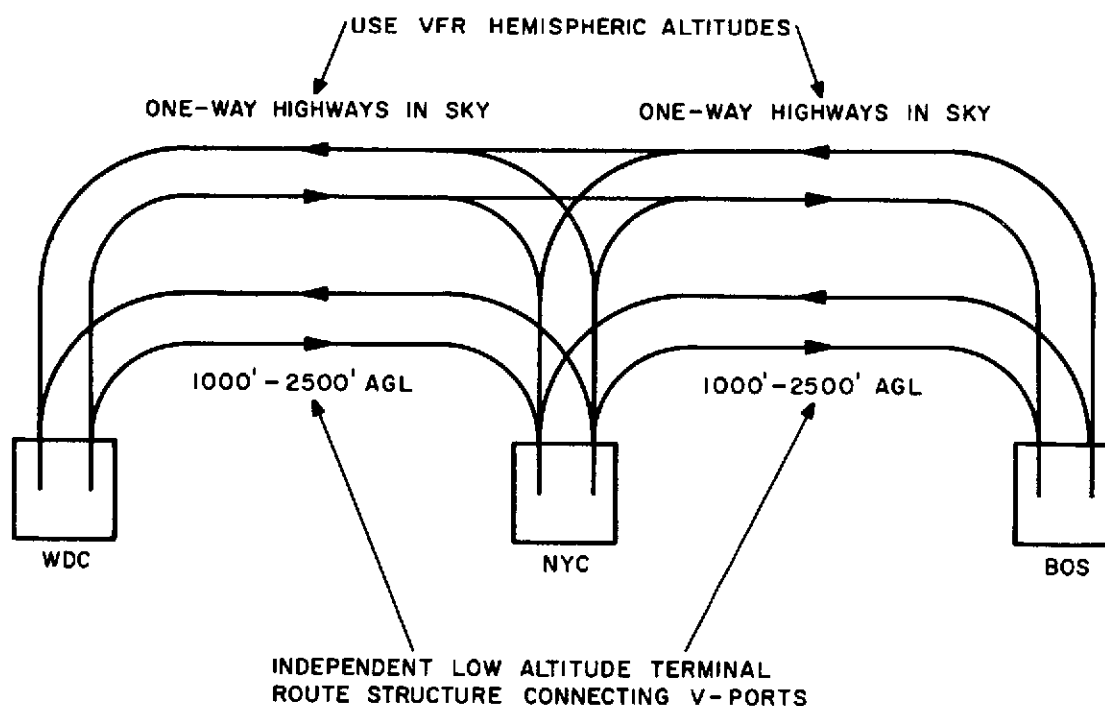 USE VFR HEMISPHERIC ALTITUDES
ONE-WAY HIGHWAYS IN SKY
ONE-WAY HIGHWAYS IN SKY
1000'-2500' AGL
1000'-2500' AGL
WDC
NYC
BOS
INDEPENDENT LOW ALTITUDE TERMINAL
ROUTE STRUCTURE CONNECTING V-PORTS